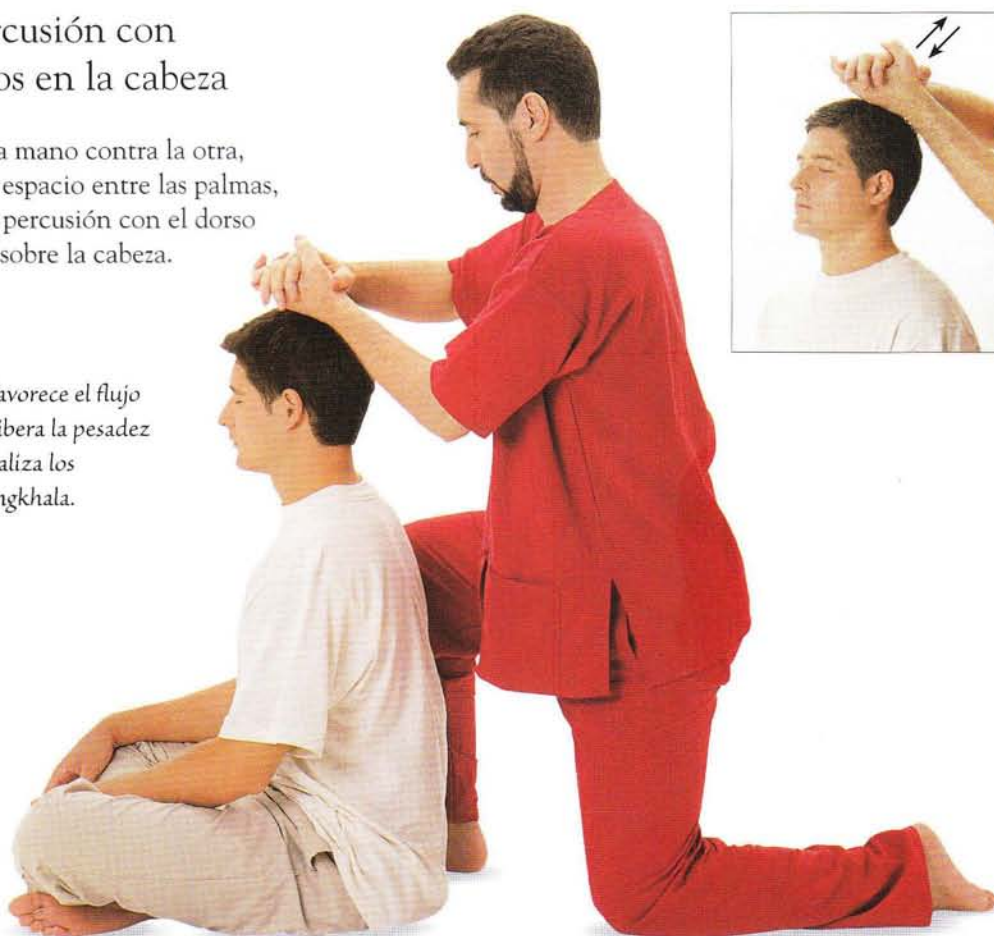 rcusión con
os en la cabeza
a mano contra la otra,
espacio entre las palmas,
percusión con el dorso
sobre la cabeza.
avorece el flujo
ibera la pesadez
aliza los
ngkhala.